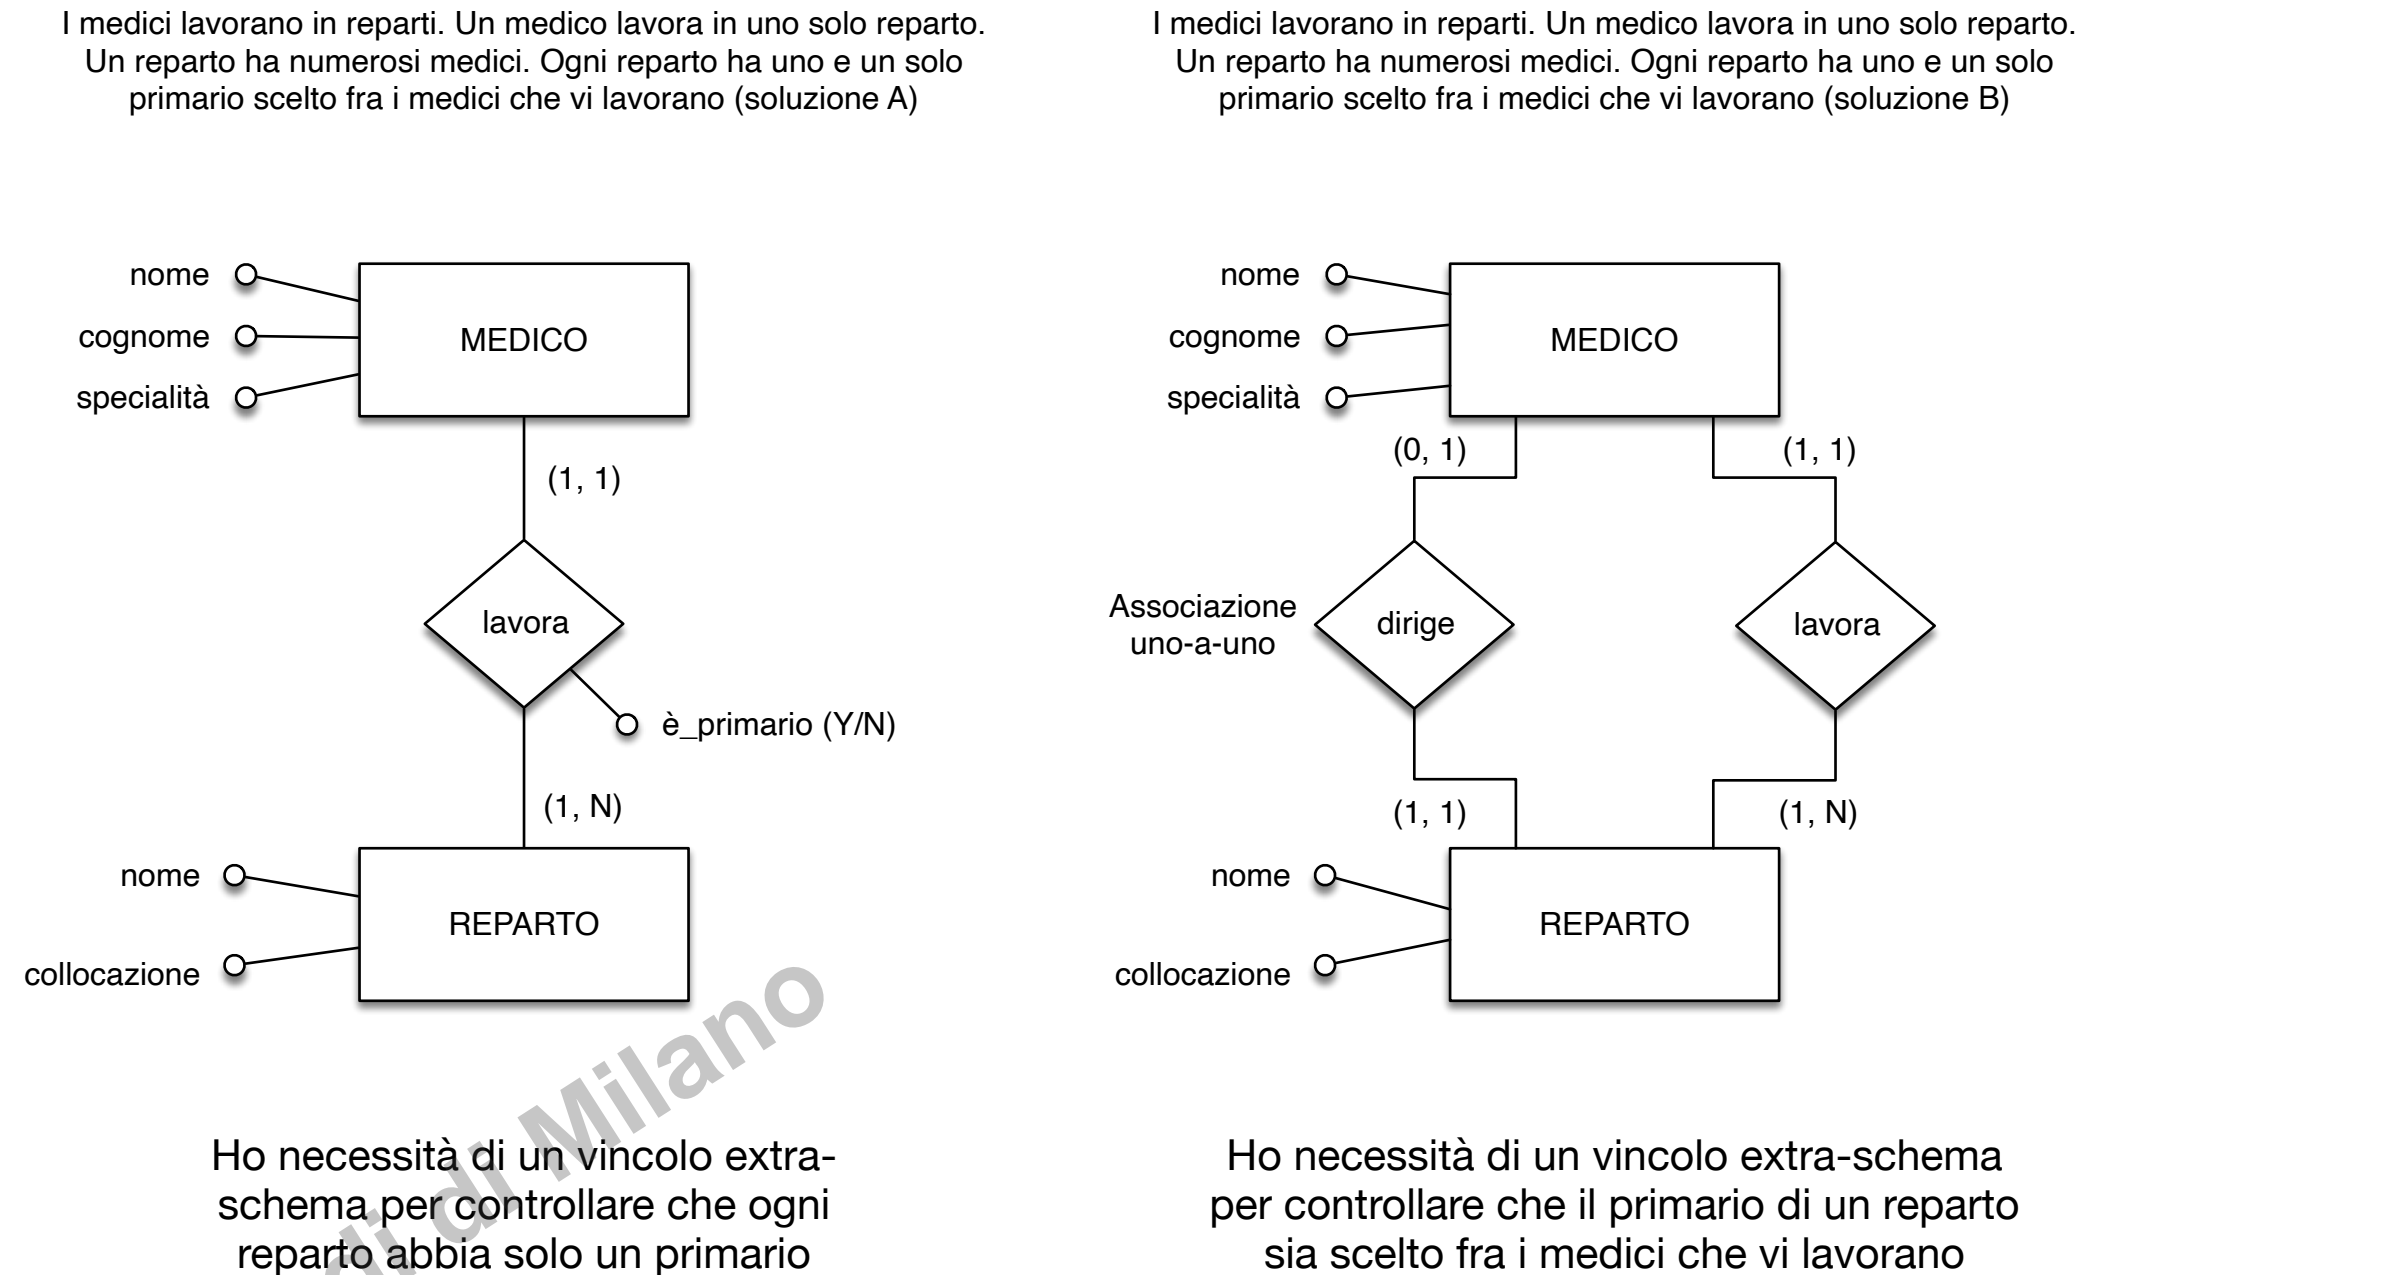 I medici lavorano in reparti. Un medico lavora in uno solo reparto.
Un reparto ha numerosi medici. Ogni reparto ha uno e un solo
primario scelto fra i medici che vi lavorano (soluzione A)
nome
cognome
specialità
MEDICO
(1, 1)
lavora
è_primario (Y/N)
(1, N)
nome
collocazione
REPARTO
Ho necessità di un vincolo extra-
schema per controllare che ogni
reparto abbia solo un primario
di di Milano
I medici lavorano in reparti. Un medico lavora in uno solo reparto.
Un reparto ha numerosi medici. Ogni reparto ha uno e un solo
primario scelto fra i medici che vi lavorano (soluzione B)
nome
cognome
specialità
MEDICO
(0, 1)
(1, 1)
Associazione
uno-a-uno
dirige
lavora
(1, 1)
(1, N)
nome
collocazione
REPARTO
Ho necessità di un vincolo extra-schema
per controllare che il primario di un reparto
sia scelto fra i medici che vi lavorano